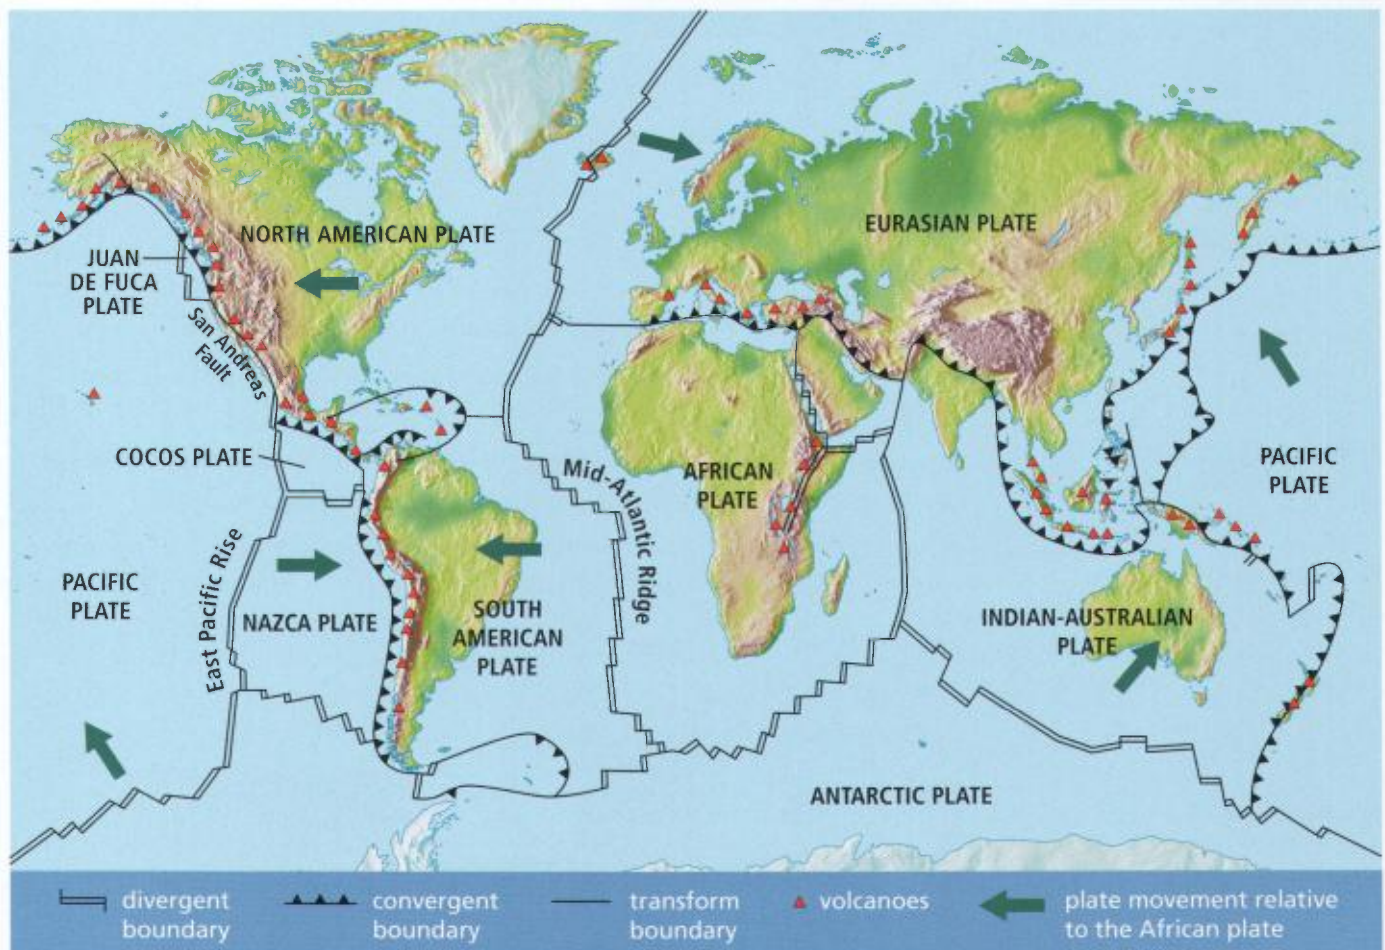 NORTH AMERICAN PLATE
EURASIAN PLATE
JUAN
DE FUCA
PLATE
San Andreas
Fault
COCOS PLATE
Mid-Atlantic Ridge
AFRICAN
PLATE
PACIFIC
PLATE
East Pacific Rise
PACIFIC
PLATE
NAZCA PLATE
SOUTH
AMERICAN
PLATE
INDIAN-AUSTRALIAN
PLATE
ANTARCTIC PLATE
divergent
boundary
convergent
boundary
transform
boundary
volcanoes
plate movement relative
to the African plate